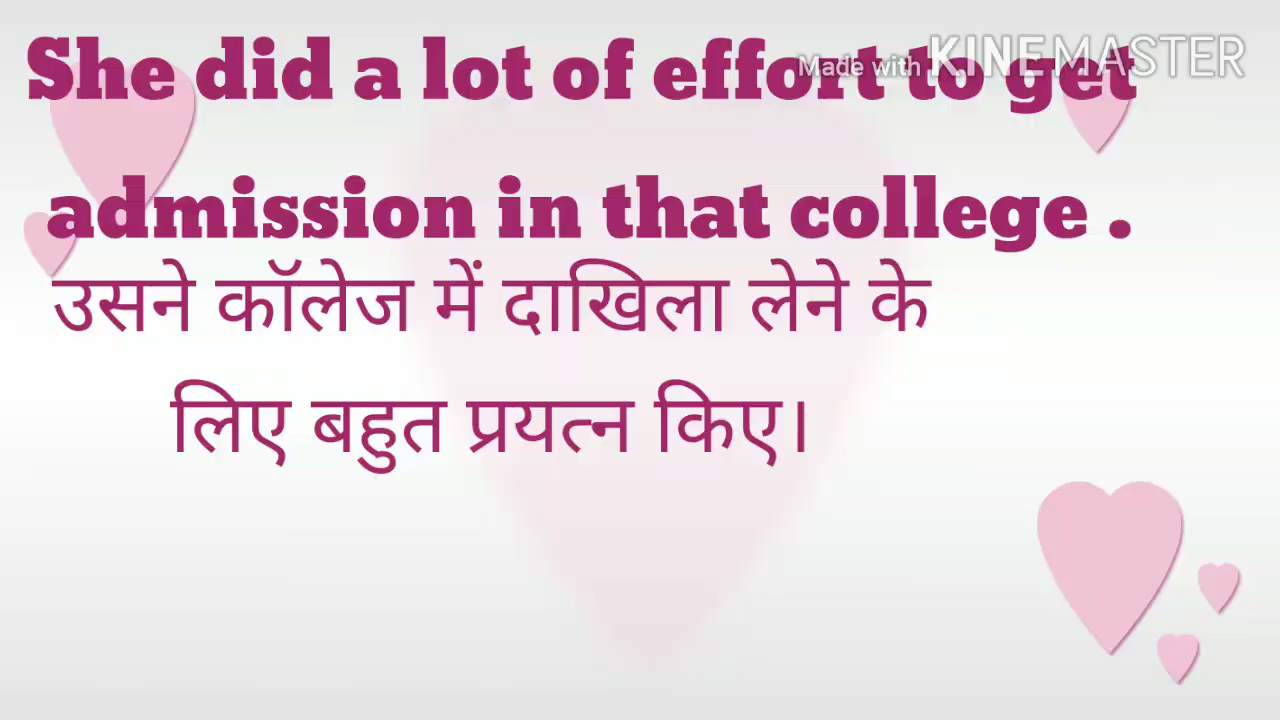 She did a lot of effort to get
Made with KINEMASTER
admission in that college .
उसने कॉलेज में दाखिला लेने के
लिए बहुत प्रयत्न किए।